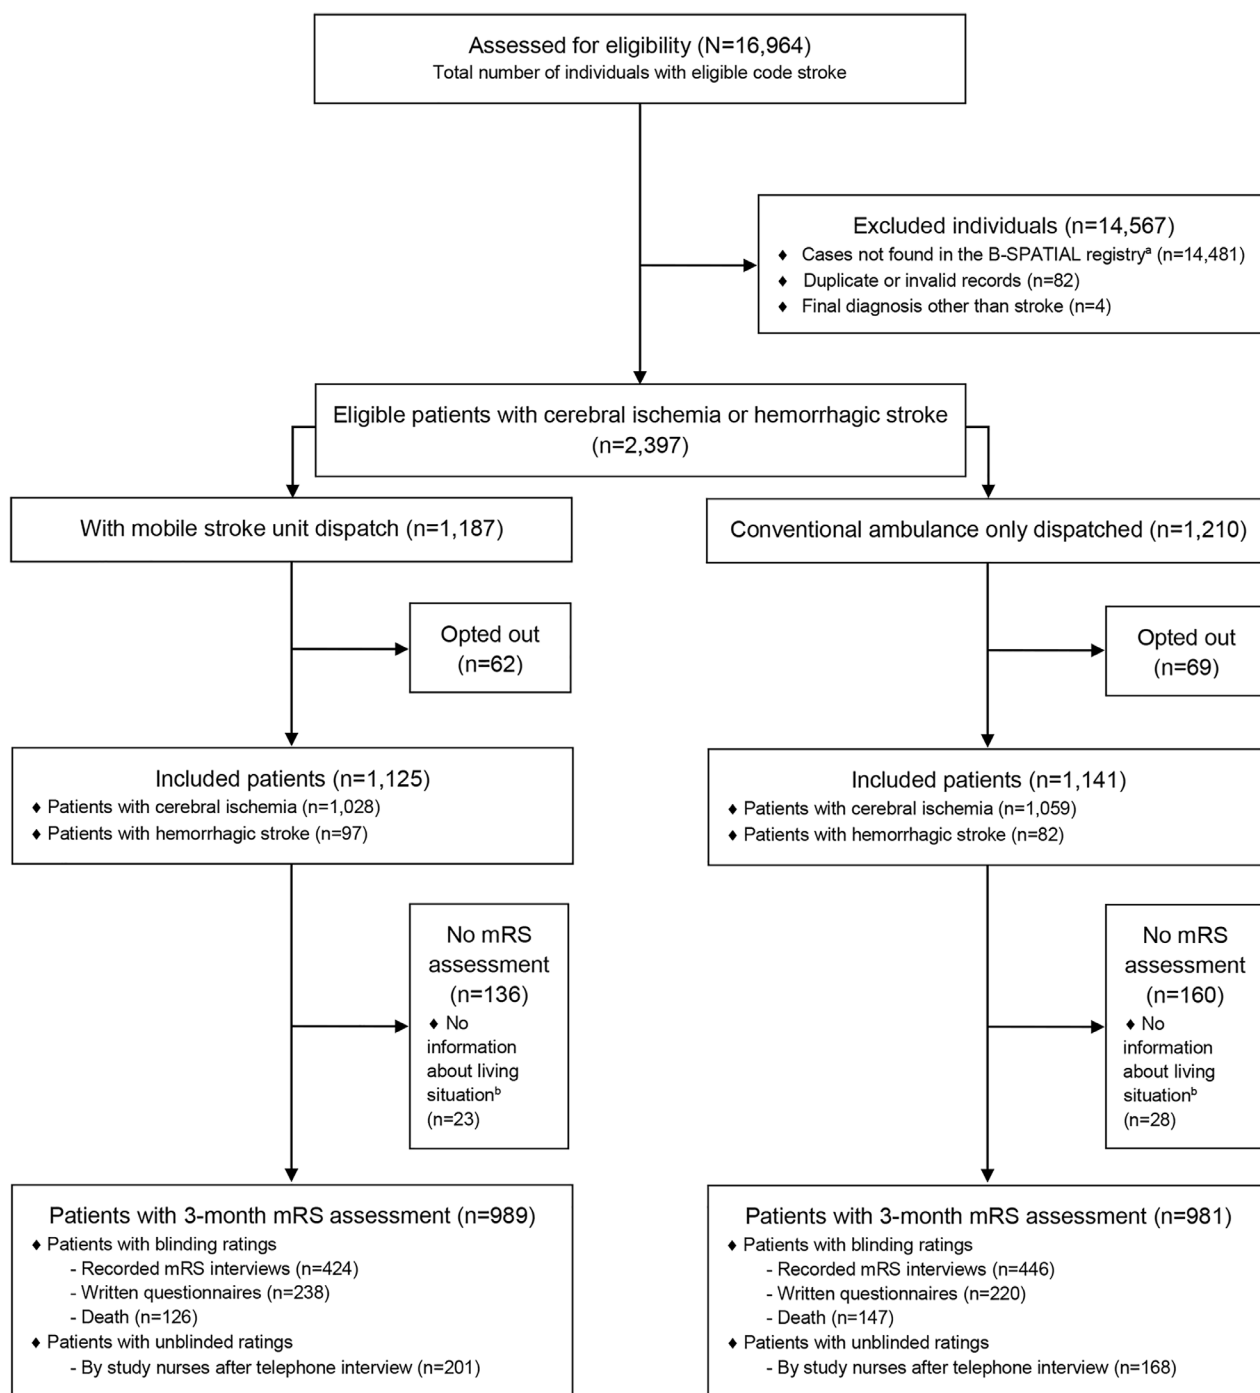 Assessed for eligibility (N=16,964)
Total number of individuals with eligible code stroke
Excluded individuals (n=14,567)
♦ Cases not found in the B-SPATIAL registryᵃ (n=14,481)
♦ Duplicate or invalid records (n=82)
♦ Final diagnosis other than stroke (n=4)
Eligible patients with cerebral ischemia or hemorrhagic stroke
(n=2,397)
With mobile stroke unit dispatch (n=1,187)
Conventional ambulance only dispatched (n=1,210)
Opted out
(n=62)
Opted out
(n=69)
Included patients (n=1,125)
♦ Patients with cerebral ischemia (n=1,028)
♦ Patients with hemorrhagic stroke (n=97)
Included patients (n=1,141)
♦ Patients with cerebral ischemia (n=1,059)
♦ Patients with hemorrhagic stroke (n=82)
No mRS
assessment
(n=136)
♦ No
information
about living
situationᵇ
(n=23)
No mRS
assessment
(n=160)
♦ No
information
about living
situationᵇ
(n=28)
Patients with 3-month mRS assessment (n=989)
♦ Patients with blinding ratings
- Recorded mRS interviews (n=424)
- Written questionnaires (n=238)
- Death (n=126)
♦ Patients with unblinded ratings
- By study nurses after telephone interview (n=201)
Patients with 3-month mRS assessment (n=981)
♦ Patients with blinding ratings
- Recorded mRS interviews (n=446)
- Written questionnaires (n=220)
- Death (n=147)
♦ Patients with unblinded ratings
- By study nurses after telephone interview (n=168)